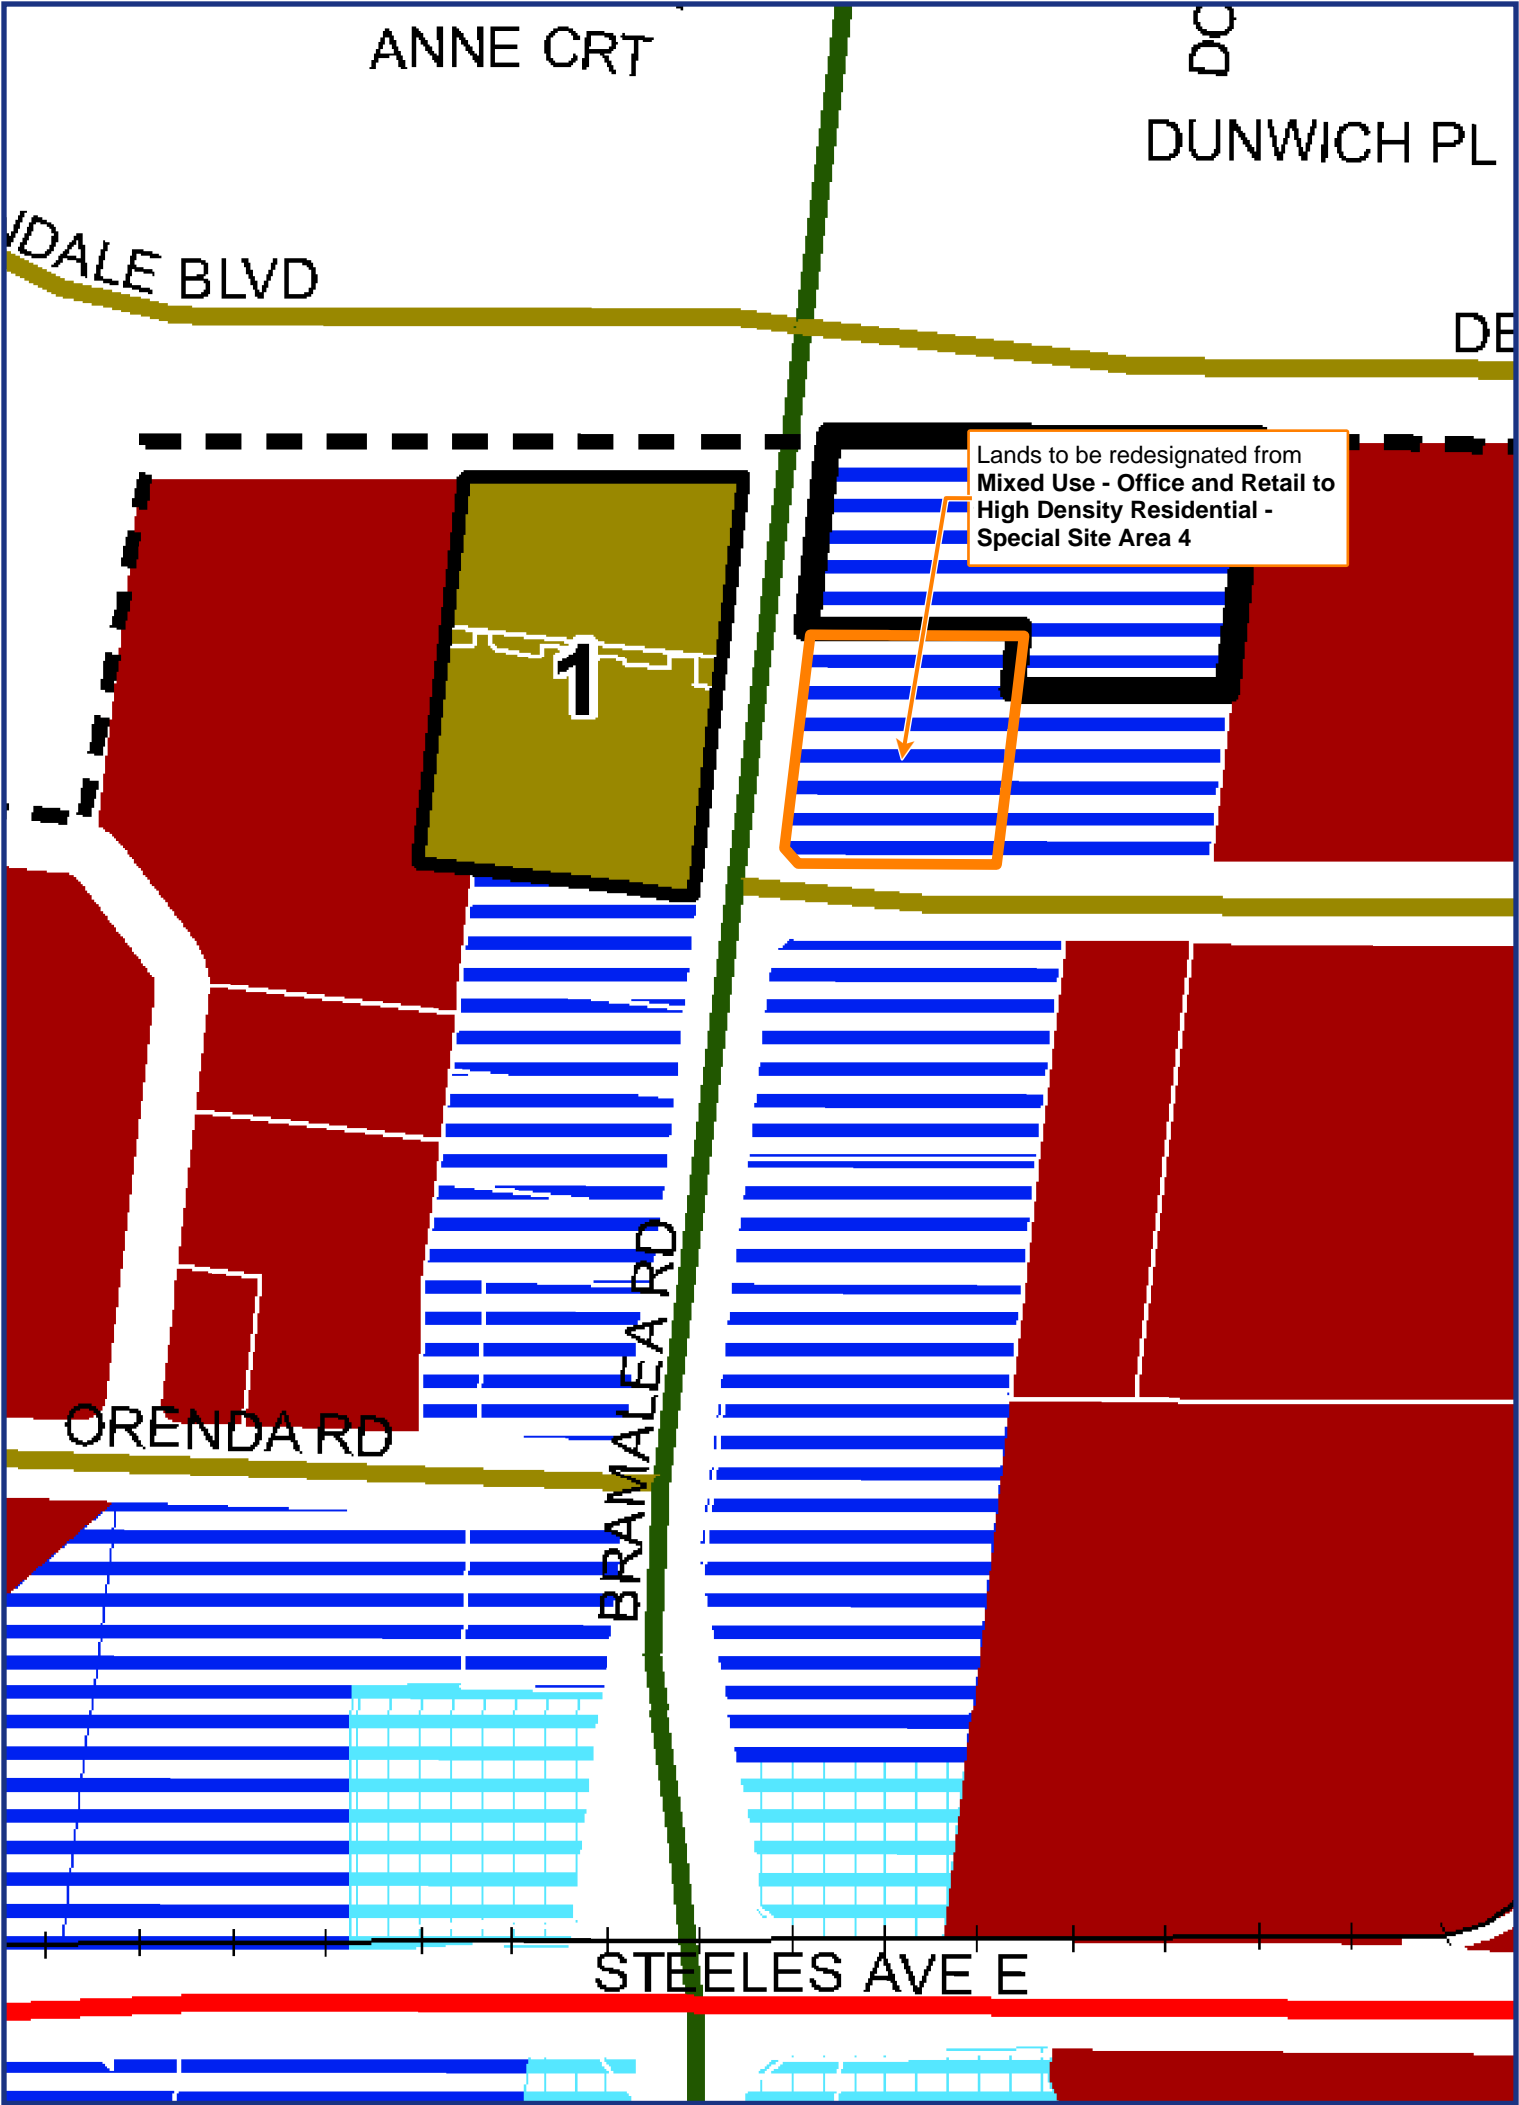 ANNE CRT
DUNWICH PL
NDALE BLVD
DE
Lands to be redesignated from
Mixed Use - Office and Retail to
High Density Residential -
Special Site Area 4
1
BRAMALEA RD
ORENDA RD
STEELES AVE E